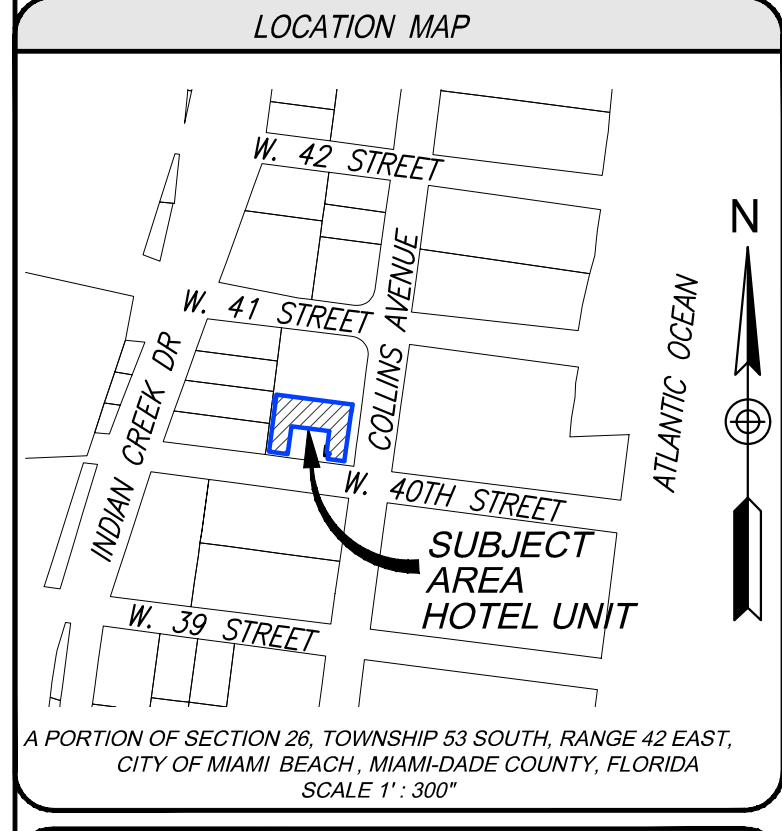 LOCATION MAP
W. 42 STREET
N
W. 41 STREET
COLLINS AVENUE
ATLANTIC OCEAN
INDIAN CREEK DR
W. 40TH STREET
SUBJECT
AREA
HOTEL UNIT
W. 39 STREET
A PORTION OF SECTION 26, TOWNSHIP 53 SOUTH, RANGE 42 EAST,
CITY OF MIAMI BEACH , MIAMI-DADE COUNTY, FLORIDA
SCALE 1' : 300"